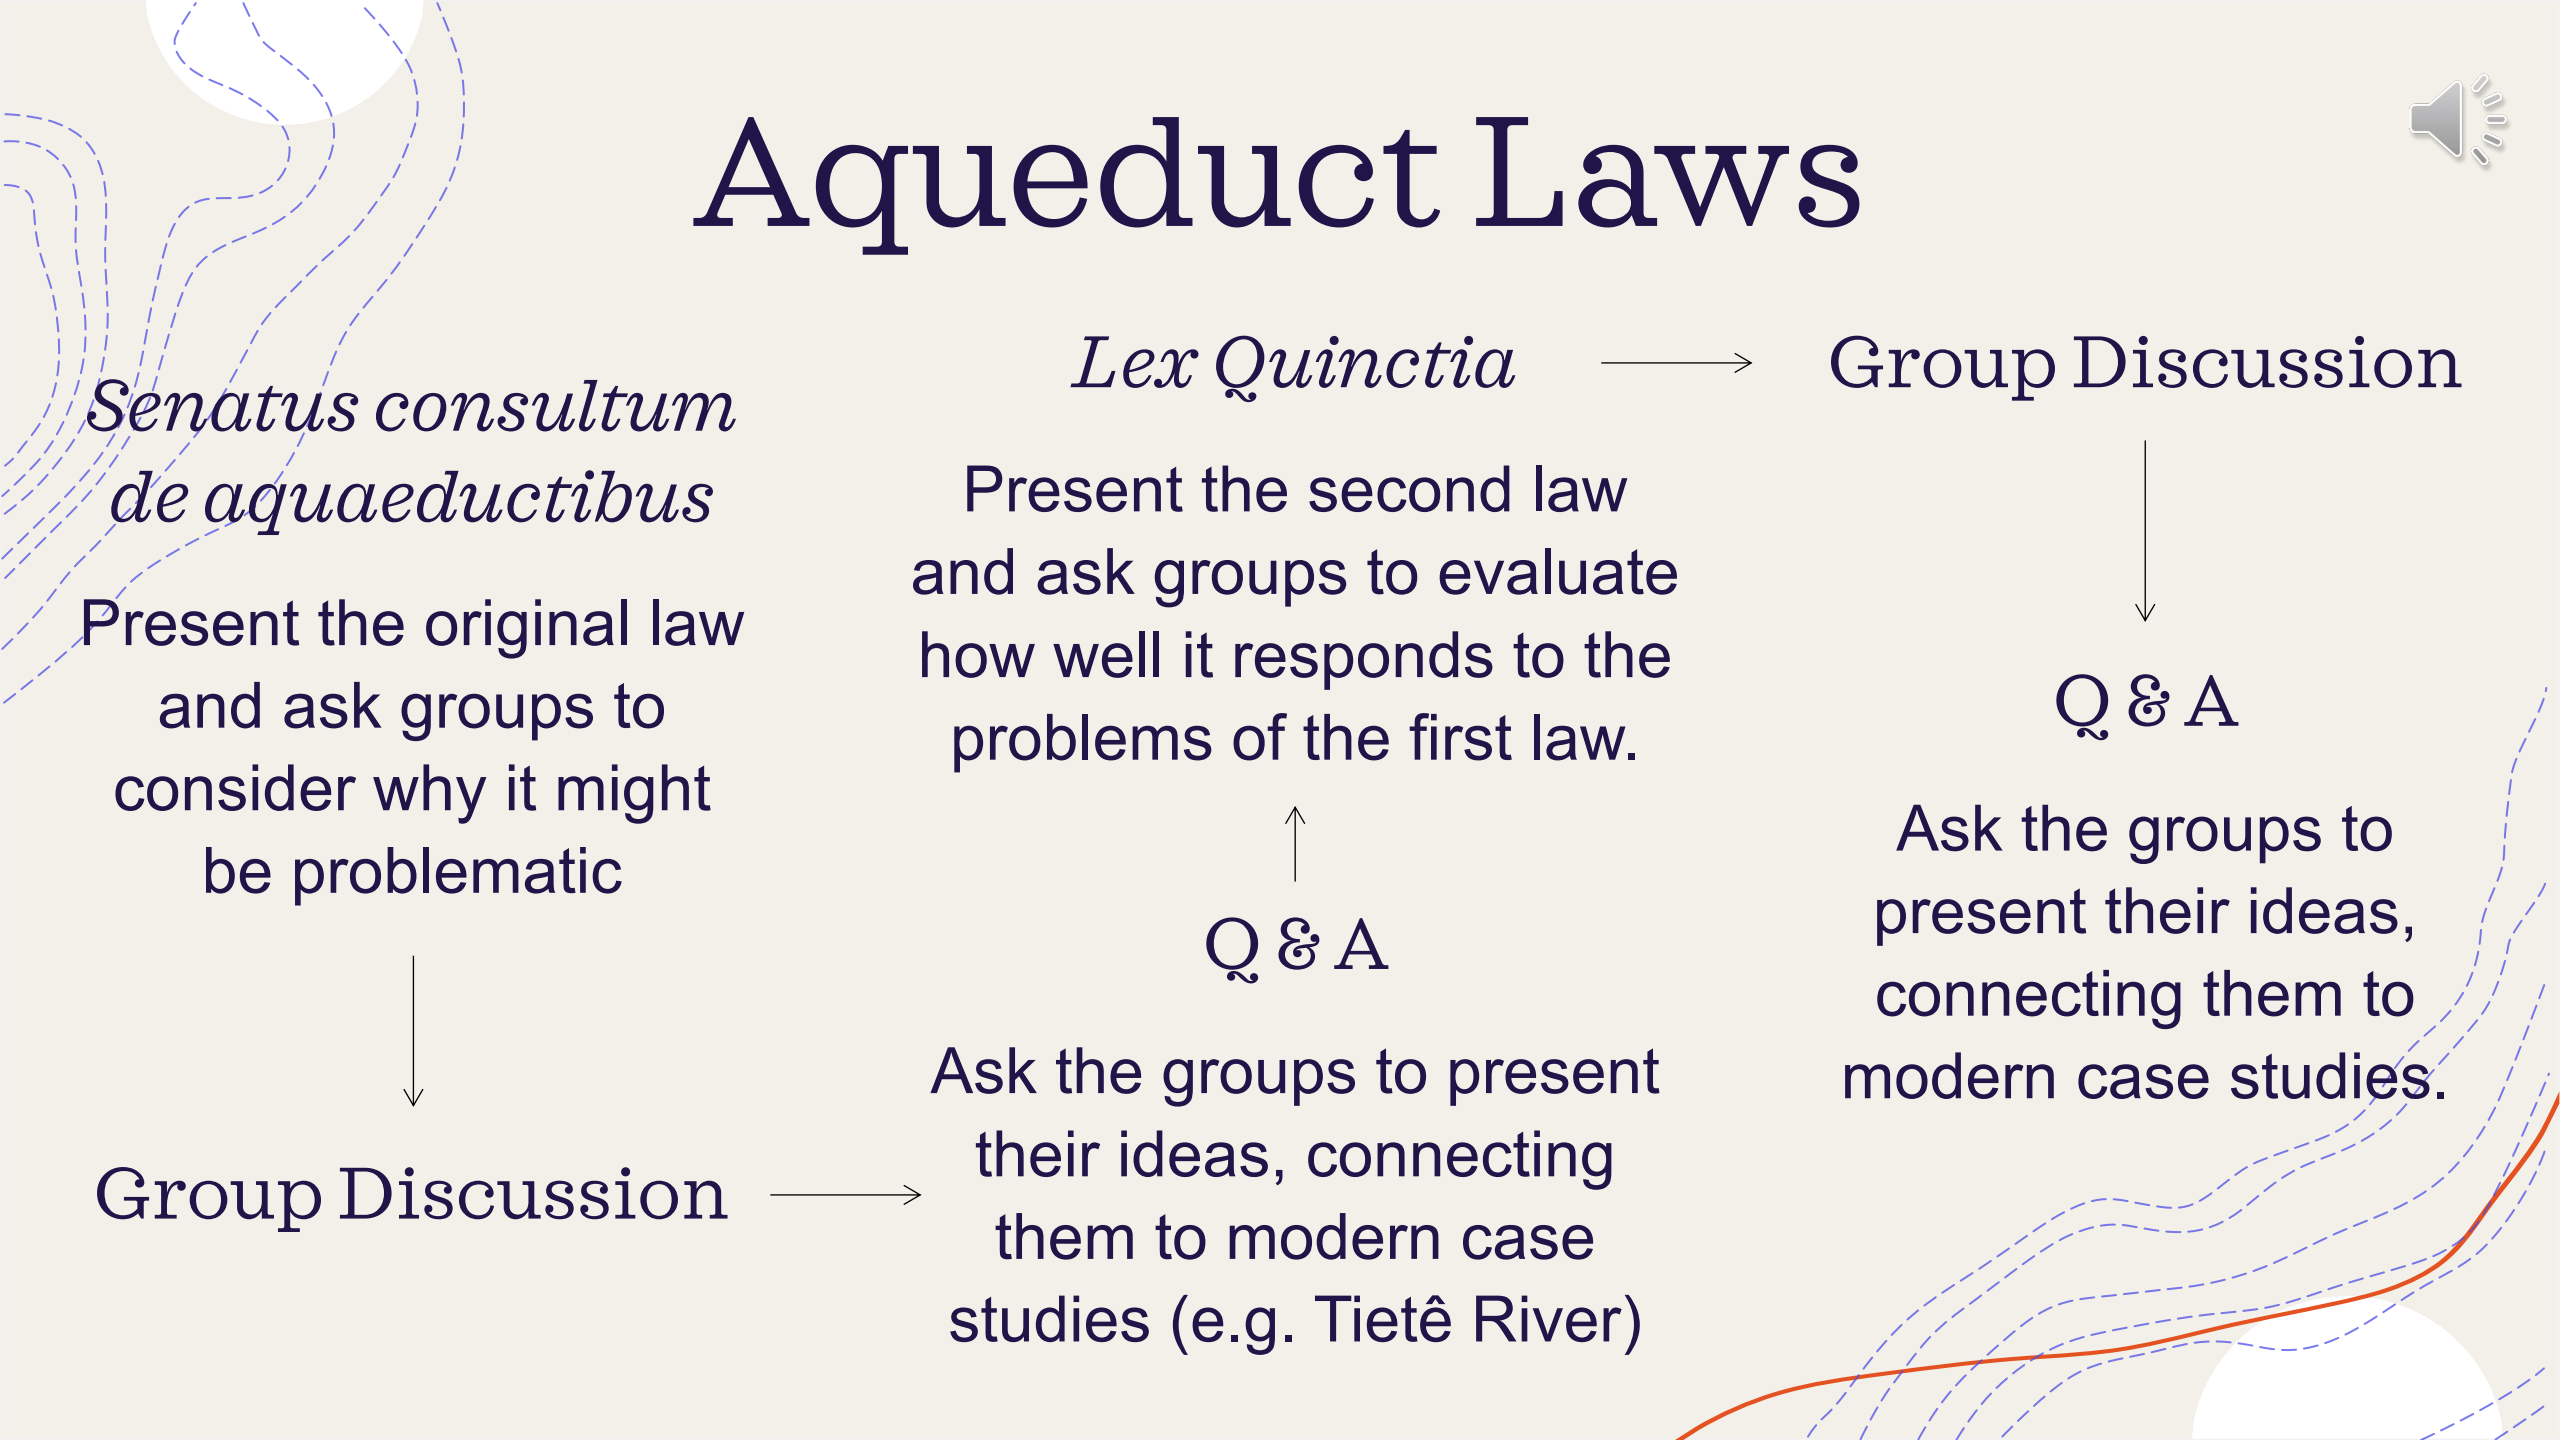 Aqueduct Laws
Senatus consultum
de aquaeductibus
Present the original law
and ask groups to
consider why it might
be problematic
Group Discussion
Q & A
Ask the groups to present
their ideas, connecting
them to modern case
studies (e.g. Tietê River)
Lex Quinctia
Present the second law
and ask groups to evaluate
how well it responds to the
problems of the first law.
Group Discussion
Q & A
Ask the groups to
present their ideas,
connecting them to
modern case studies.